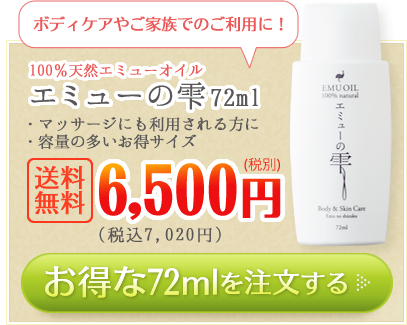 ボディケアやご家族でのご利用に！
100%天然エミューオイル
エミューの雫72ml
・マッサージにも利用される方に
・容量の多いお得サイズ
送料
無料
6,500円
(税別)
(税込7,020円)
お得な72mlを注文する
EMU OIL
100% natural
エミューの雫
Body & Skin Care
Emu no shizuku
72ml